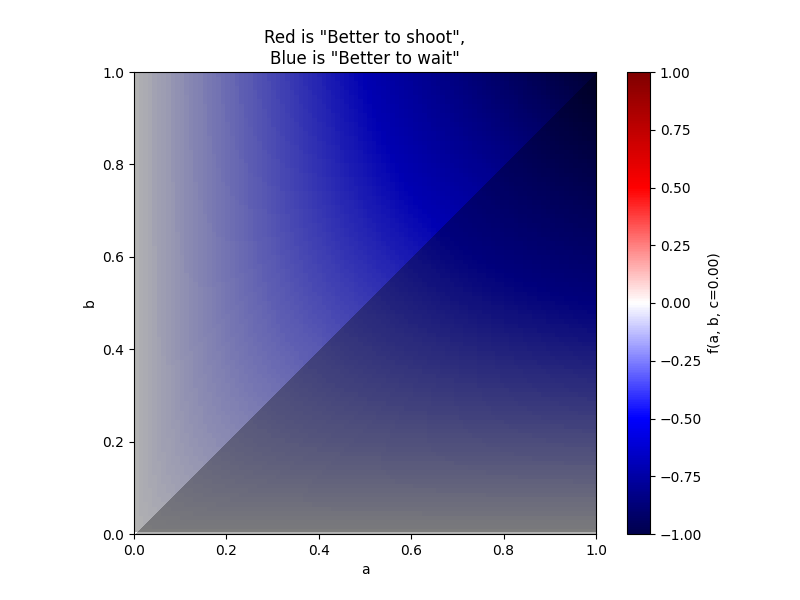 Red is "Better to shoot",
Blue is "Better to wait"
1.0
0.8
0.6
0.4
0.2
0.0
b
0.0 0.2 0.4 0.6 0.8 1.0
a
1.00
0.75
0.50
0.25
0.00
−0.25
−0.50
−0.75
−1.00
f(a, b, c=0.00)